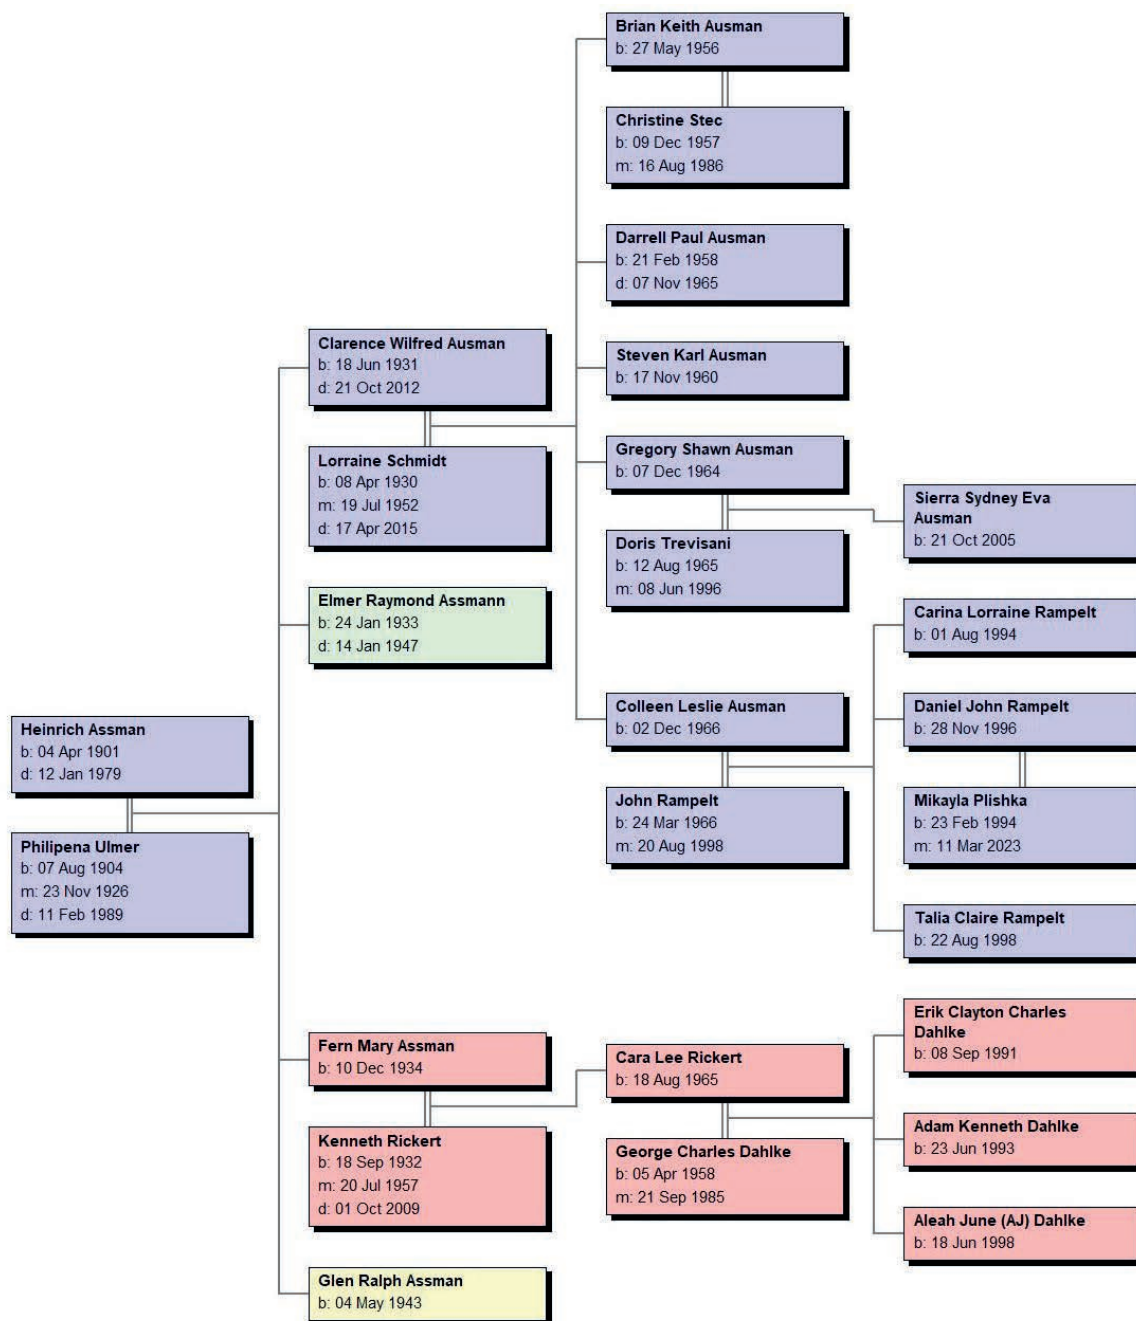 Heinrich Assman
b: 04 Apr 1901
d: 12 Jan 1979
Philipena Ulmer
b: 07 Aug 1904
m: 23 Nov 1926
d: 11 Feb 1989
Clarence Wilfred Ausman
b: 18 Jun 1931
d: 21 Oct 2012
Lorraine Schmidt
b: 08 Apr 1930
m: 19 Jul 1952
d: 17 Apr 2015
Elmer Raymond Assmann
b: 24 Jan 1933
d: 14 Jan 1947
Fern Mary Assman
b: 10 Dec 1934
Kenneth Rickert
b: 18 Sep 1932
m: 20 Jul 1957
d: 01 Oct 2009
Glen Ralph Assman
b: 04 May 1943
Brian Keith Ausman
b: 27 May 1956
Christine Stec
b: 09 Dec 1957
m: 16 Aug 1986
Darrell Paul Ausman
b: 21 Feb 1958
d: 07 Nov 1965
Steven Karl Ausman
b: 17 Nov 1960
Gregory Shawn Ausman
b: 07 Dec 1964
Doris Trevisani
b: 12 Aug 1965
m: 08 Jun 1996
Colleen Leslie Ausman
b: 02 Dec 1966
John Rampelt
b: 24 Mar 1966
m: 20 Aug 1998
Cara Lee Rickert
b: 18 Aug 1965
George Charles Dahlke
b: 05 Apr 1958
m: 21 Sep 1985
Sierra Sydney Eva
Ausman
b: 21 Oct 2005
Carina Lorraine Rampelt
b: 01 Aug 1994
Daniel John Rampelt
b: 28 Nov 1996
Mikayla Plishka
b: 23 Feb 1994
m: 11 Mar 2023
Talia Claire Rampelt
b: 22 Aug 1998
Erik Clayton Charles
Dahlke
b: 08 Sep 1991
Adam Kenneth Dahlke
b: 23 Jun 1993
Aleah June (AJ) Dahlke
b: 18 Jun 1998